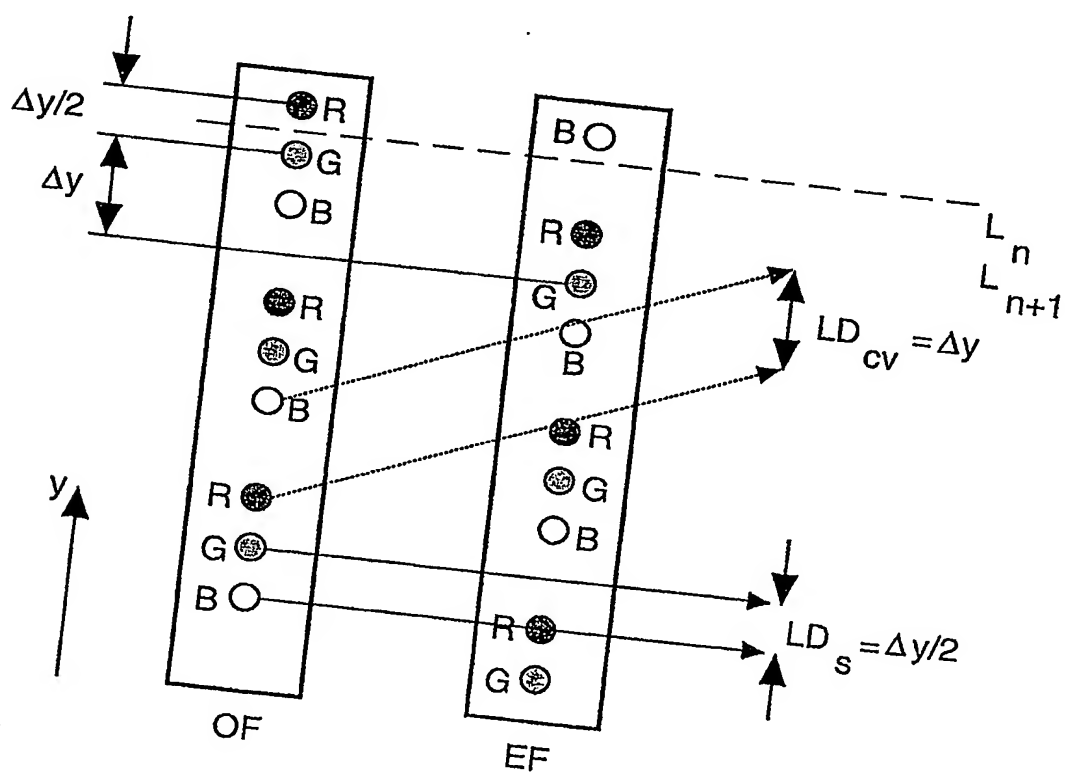 Δy/2
R
G
Δy
B
R
G
B
R
G
B
y
OF
B
R
G
B
R
G
B
R
G
EF
L n
L n+1
LD cv = Δy
LD s = Δy/2